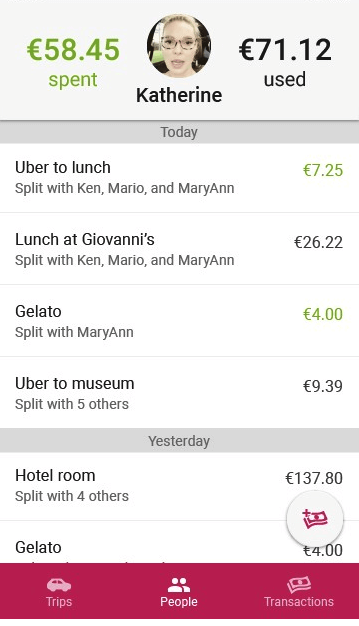 €58.45
spent
Katherine
€71.12
used
Today
Uber to lunch
€7.25
Split with Ken, Mario, and MaryAnn
Lunch at Giovanni's
€26.22
Split with Ken, Mario, and MaryAnn
Gelato
€4.00
Split with MaryAnn
Uber to museum
€9.39
Split with 5 others
Yesterday
Hotel room
€137.80
Split with 4 others
Gelato
€4.00
Trips
People
Transactions